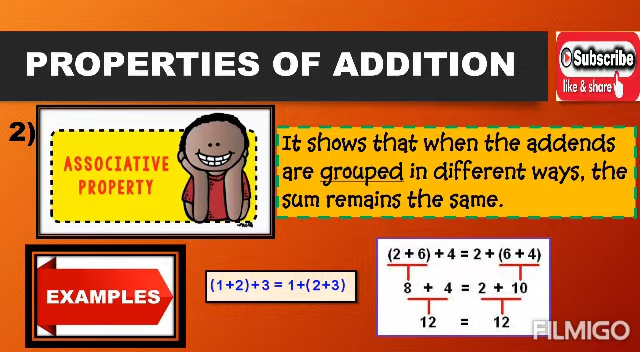 PROPERTIES OF ADDITION
Subscribe
like & share
2)
ASSOCIATIVE
PROPERTY
It shows that when the addends
are grouped in different ways, the
sum remains the same.
EXAMPLES
(1+2)+3 = 1+(2+3)
(2 + 6) + 4 = 2 + (6 + 4)
8 + 4 = 2 + 10
12 = 12
FILMIGO